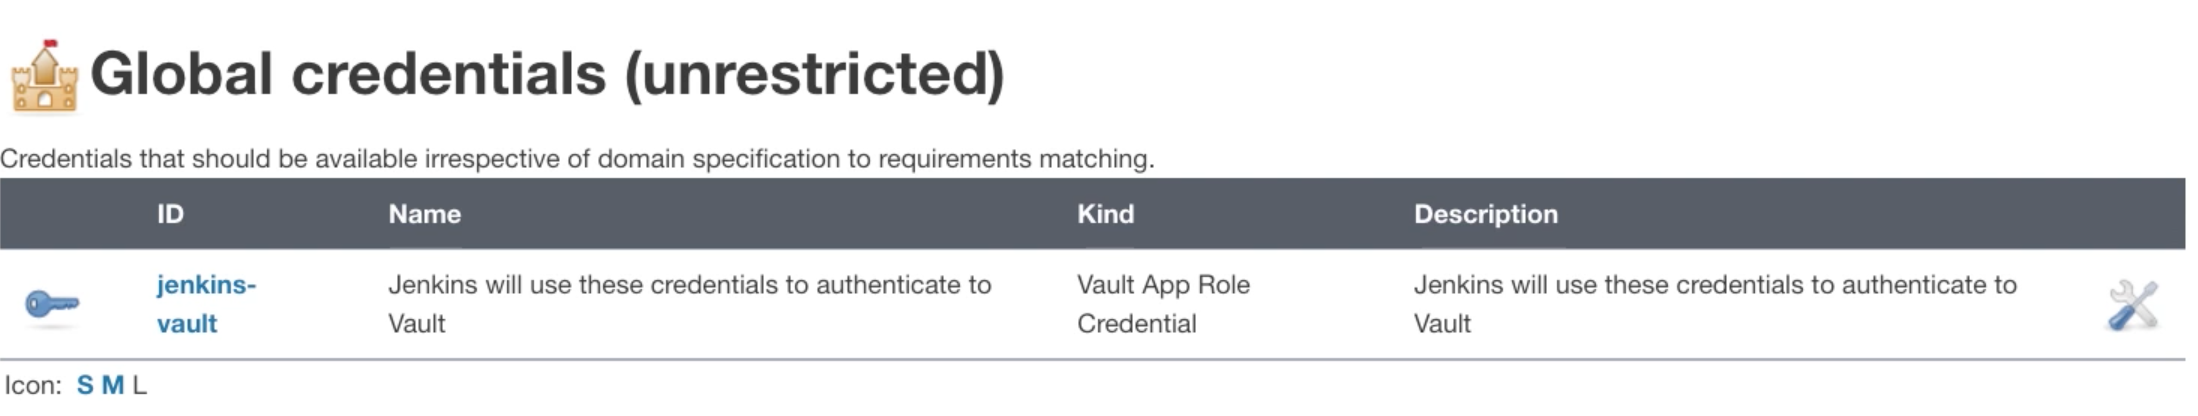 Global credentials (unrestricted)
Credentials that should be available irrespective of domain specification to requirements matching.
ID Name Kind Description
jenkins- Jenkins will use these credentials to authenticate to Vault App Role Jenkins will use these credentials to authenticate to
vault Vault Credential Vault
Icon: S M L